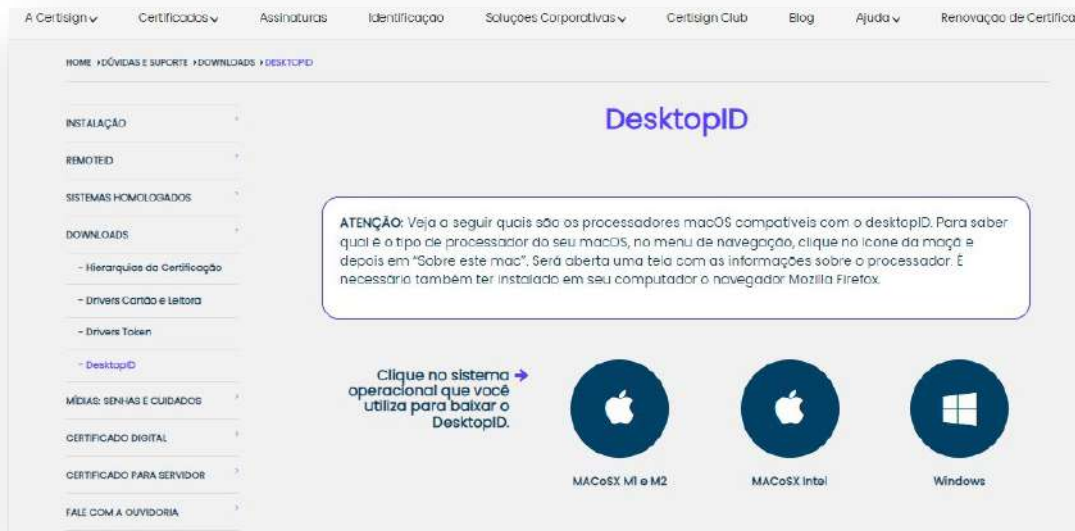 A Certisign Certificados Assinaturas Identificação Soluções Corporativas Certisign Club Blog Ajuda Renovação de Certifica
HOME › DÚVIDAS E SUPORTE › DOWNLOADS › DESKTOPID
INSTALAÇÃO
REMOTEID
SISTEMAS HOMOLOGADOS
DOWNLOADS
- Hierarquias da Certificação
- Drivers Cartão e Leitora
- Drivers Token
- DesktopID
MÍDIAS: SENHAS E CUIDADOS
CERTIFICADO DIGITAL
CERTIFICADO PARA SERVIDOR
FALE COM A OUVIDORIA
DesktopID
ATENÇÃO: Veja a seguir quais são os processadores macOS compatíveis com o desktopID. Para saber
qual é o tipo de processador do seu macOS, no menu de navegação, clique no ícone da maçã e
depois em "Sobre este mac". Será aberta uma tela com as informações sobre o processador. É
necessário também ter instalado em seu computador o navegador Mozilla Firefox.
Clique no sistema
operacional que você
utiliza para baixar o
DesktopID.
MACoSX M1 e M2
MACoSX Intel
Windows